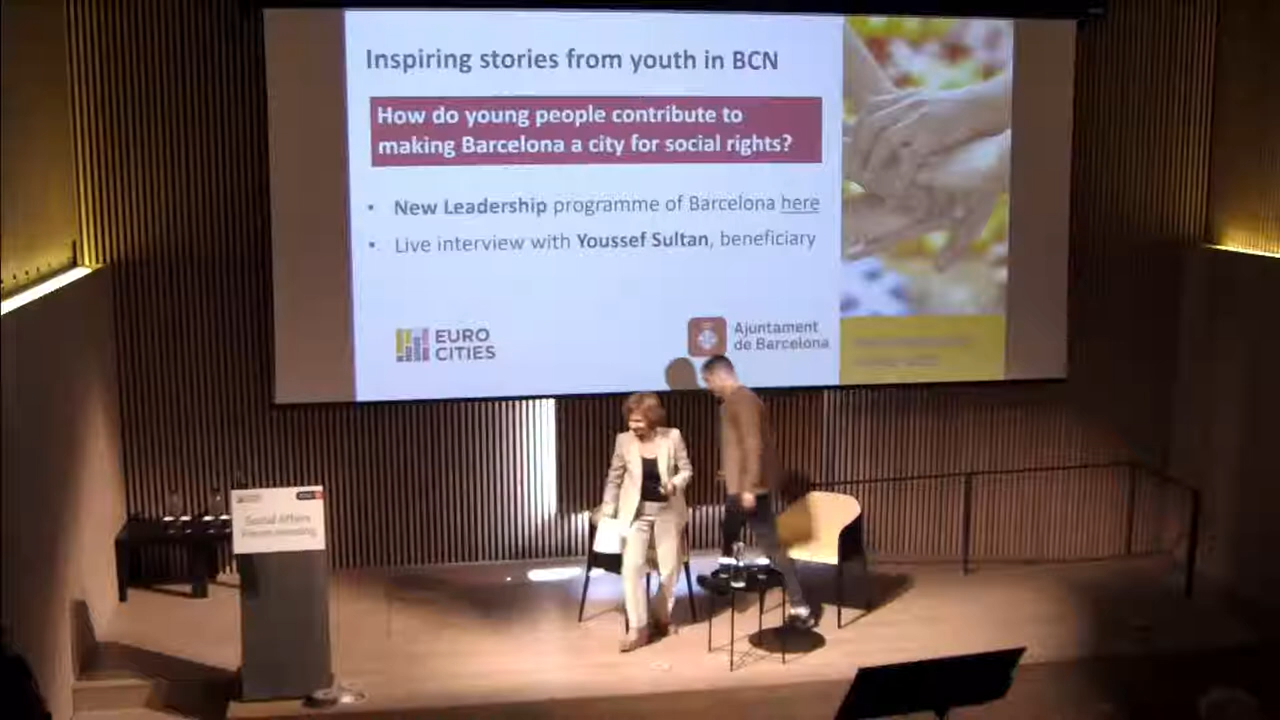 Inspiring stories from youth in BCN
How do young people contribute to
making Barcelona a city for social rights?
• New Leadership programme of Barcelona here
• Live interview with Youssef Sultan, beneficiary
EURO
CITIES
Ajuntament
de Barcelona
Social Affairs
Forum meeting